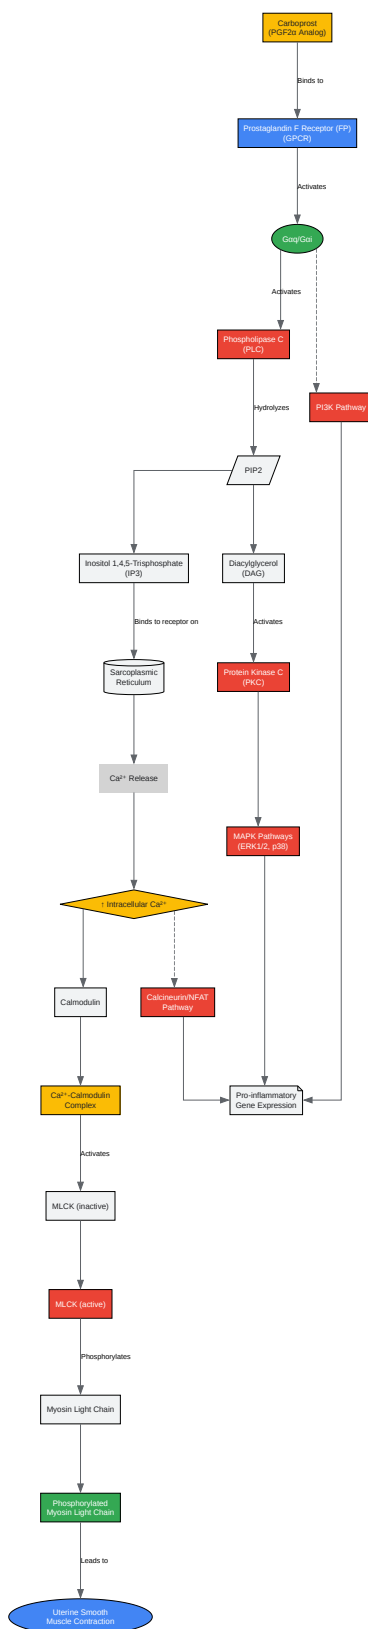 Carboprost
(PGF2α Analog)
Binds to
Prostaglandin F Receptor (FP)
(GPCR)
Activates
Gαq/Gαi
Activates
Phospholipase C
(PLC)
PI3K Pathway
Hydrolyzes
PIP2
Inositol 1,4,5-Trisphosphate
(IP3)
Diacylglycerol
(DAG)
Binds to receptor on
Activates
Sarcoplasmic
Reticulum
Protein Kinase C
(PKC)
Ca²⁺ Release
MAPK Pathways
(ERK1/2, p38)
↑ Intracellular Ca²⁺
Calmodulin
Calcineurin/NFAT
Pathway
Ca²⁺-Calmodulin
Complex
Pro-inflammatory
Gene Expression
Activates
MLCK (inactive)
MLCK (active)
Phosphorylates
Myosin Light Chain
Phosphorylated
Myosin Light Chain
Leads to
Uterine Smooth
Muscle Contraction